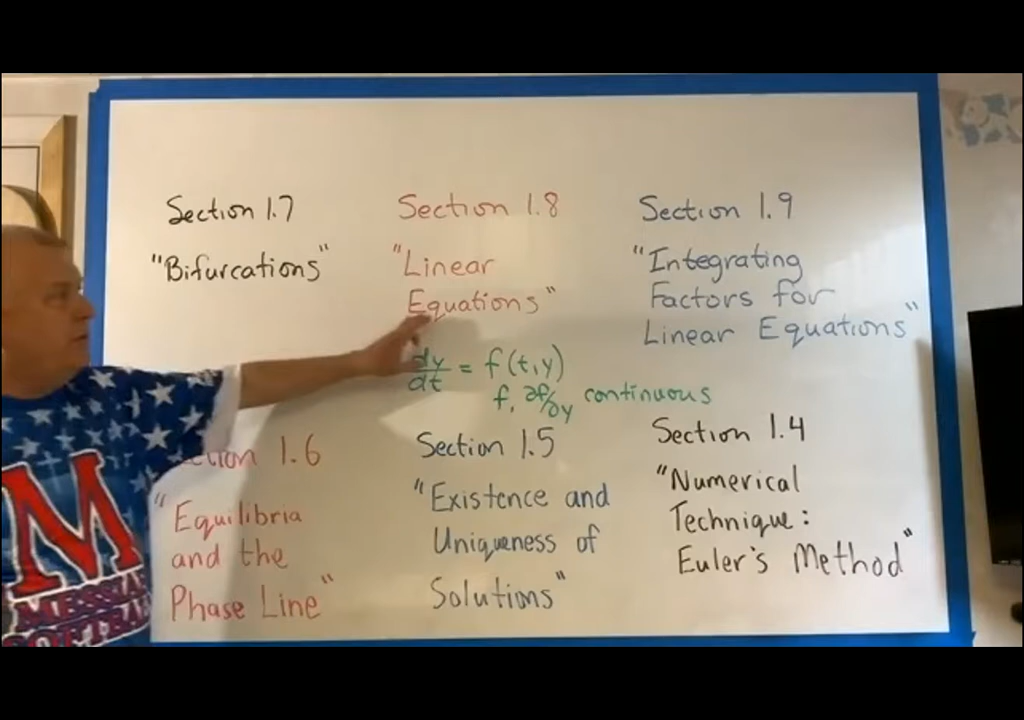 Section 1.7
"Bifurcations"
Section 1.8
"Linear
Equations"
Section 1.9
"Integrating
Factors for
Linear Equations"
dy/dt = f(t,y)
f, ∂f/∂y continuous
1.6
"Equilibria
and the
Phase Line"
Section 1.5
"Existence and
Uniqueness of
Solutions"
Section 1.4
"Numerical
Technique:
Euler's Method"
M
MESSIAH
SOFTBALL